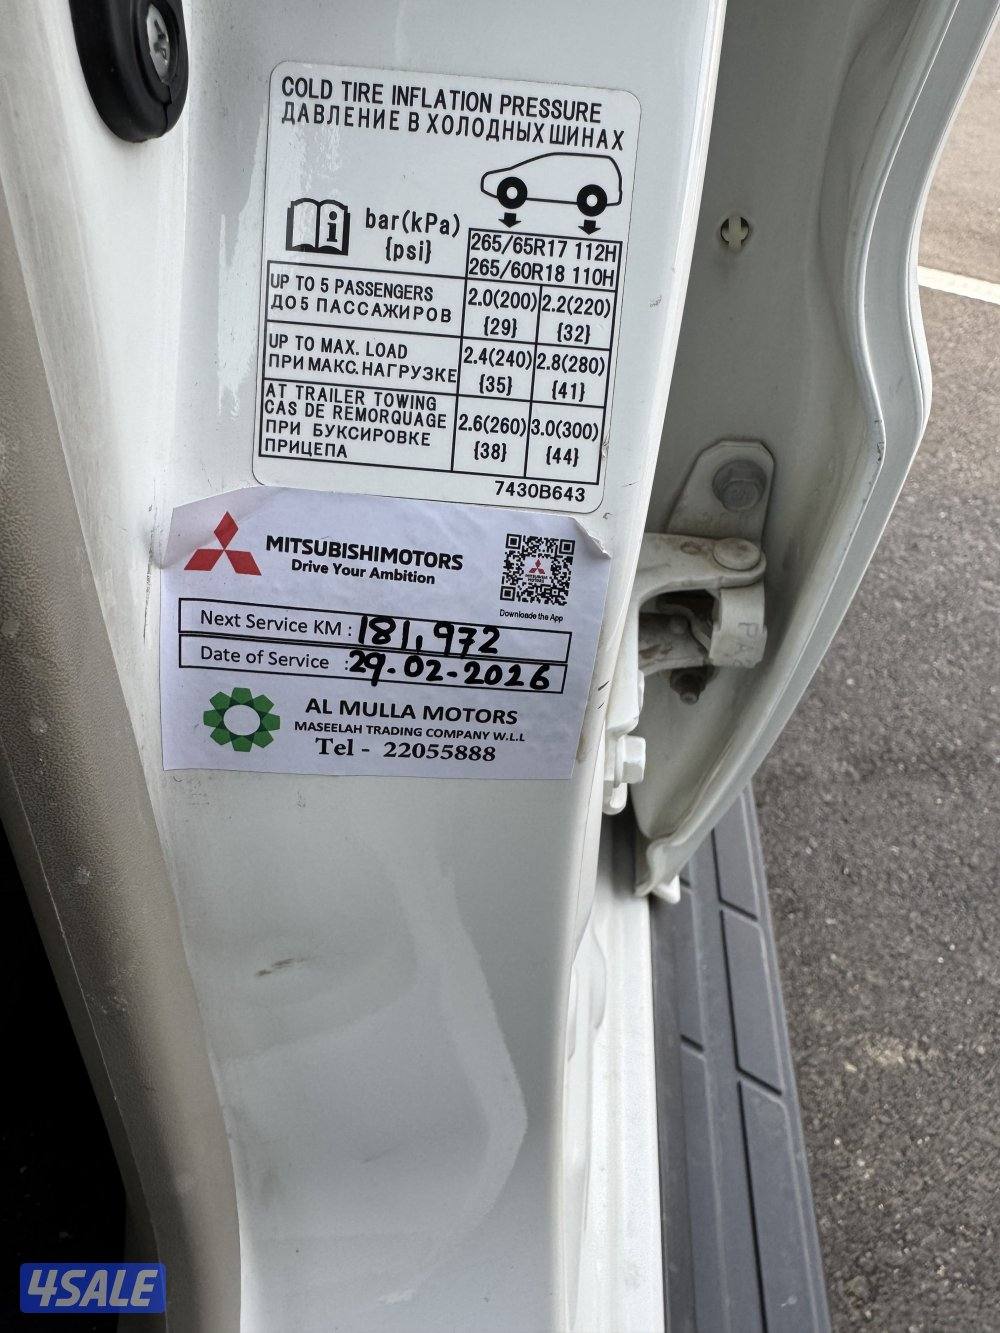 COLD TIRE INFLATION PRESSURE
ДАВЛЕНИЕ В ХОЛОДНЫХ ШИНАХ
bar(kPa)
{psi}
265/65R17 112H
265/60R18 110H
UP TO 5 PASSENGERS
ДО 5 ПАССАЖИРОВ
2.0(200) 2.2(220)
{29} {32}
UP TO MAX. LOAD
ПРИ МАКС. НАГРУЗКЕ
2.4(240) 2.8(280)
{35} {41}
AT TRAILER TOWING
CAS DE REMORQUAGE
ПРИ БУКСИРОВКЕ
ПРИЦЕПА
2.6(260) 3.0(300)
{38} {44}
7430B643
MITSUBISHI MOTORS
Drive Your Ambition
Downloade the App
Next Service KM : 181,972
Date of Service : 29-02-2026
AL MULLA MOTORS
MASEELAH TRADING COMPANY W.L.L
Tel - 22055888
4SALE